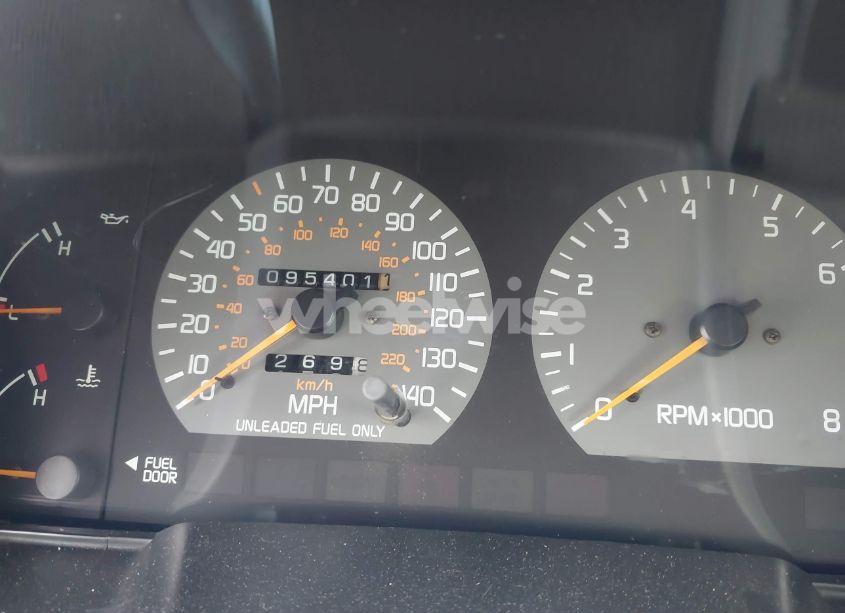 H
L
H
◀ FUEL
DOOR
0 10 20 30 40 50 60 70 80 90 100 110 120 130 140
20 40 60 80 100 120 140 160 180 200 220
0954011
2698
km/h
MPH
UNLEADED FUEL ONLY
wheelwise
0 1 2 3 4 5 6 8
RPM×1000